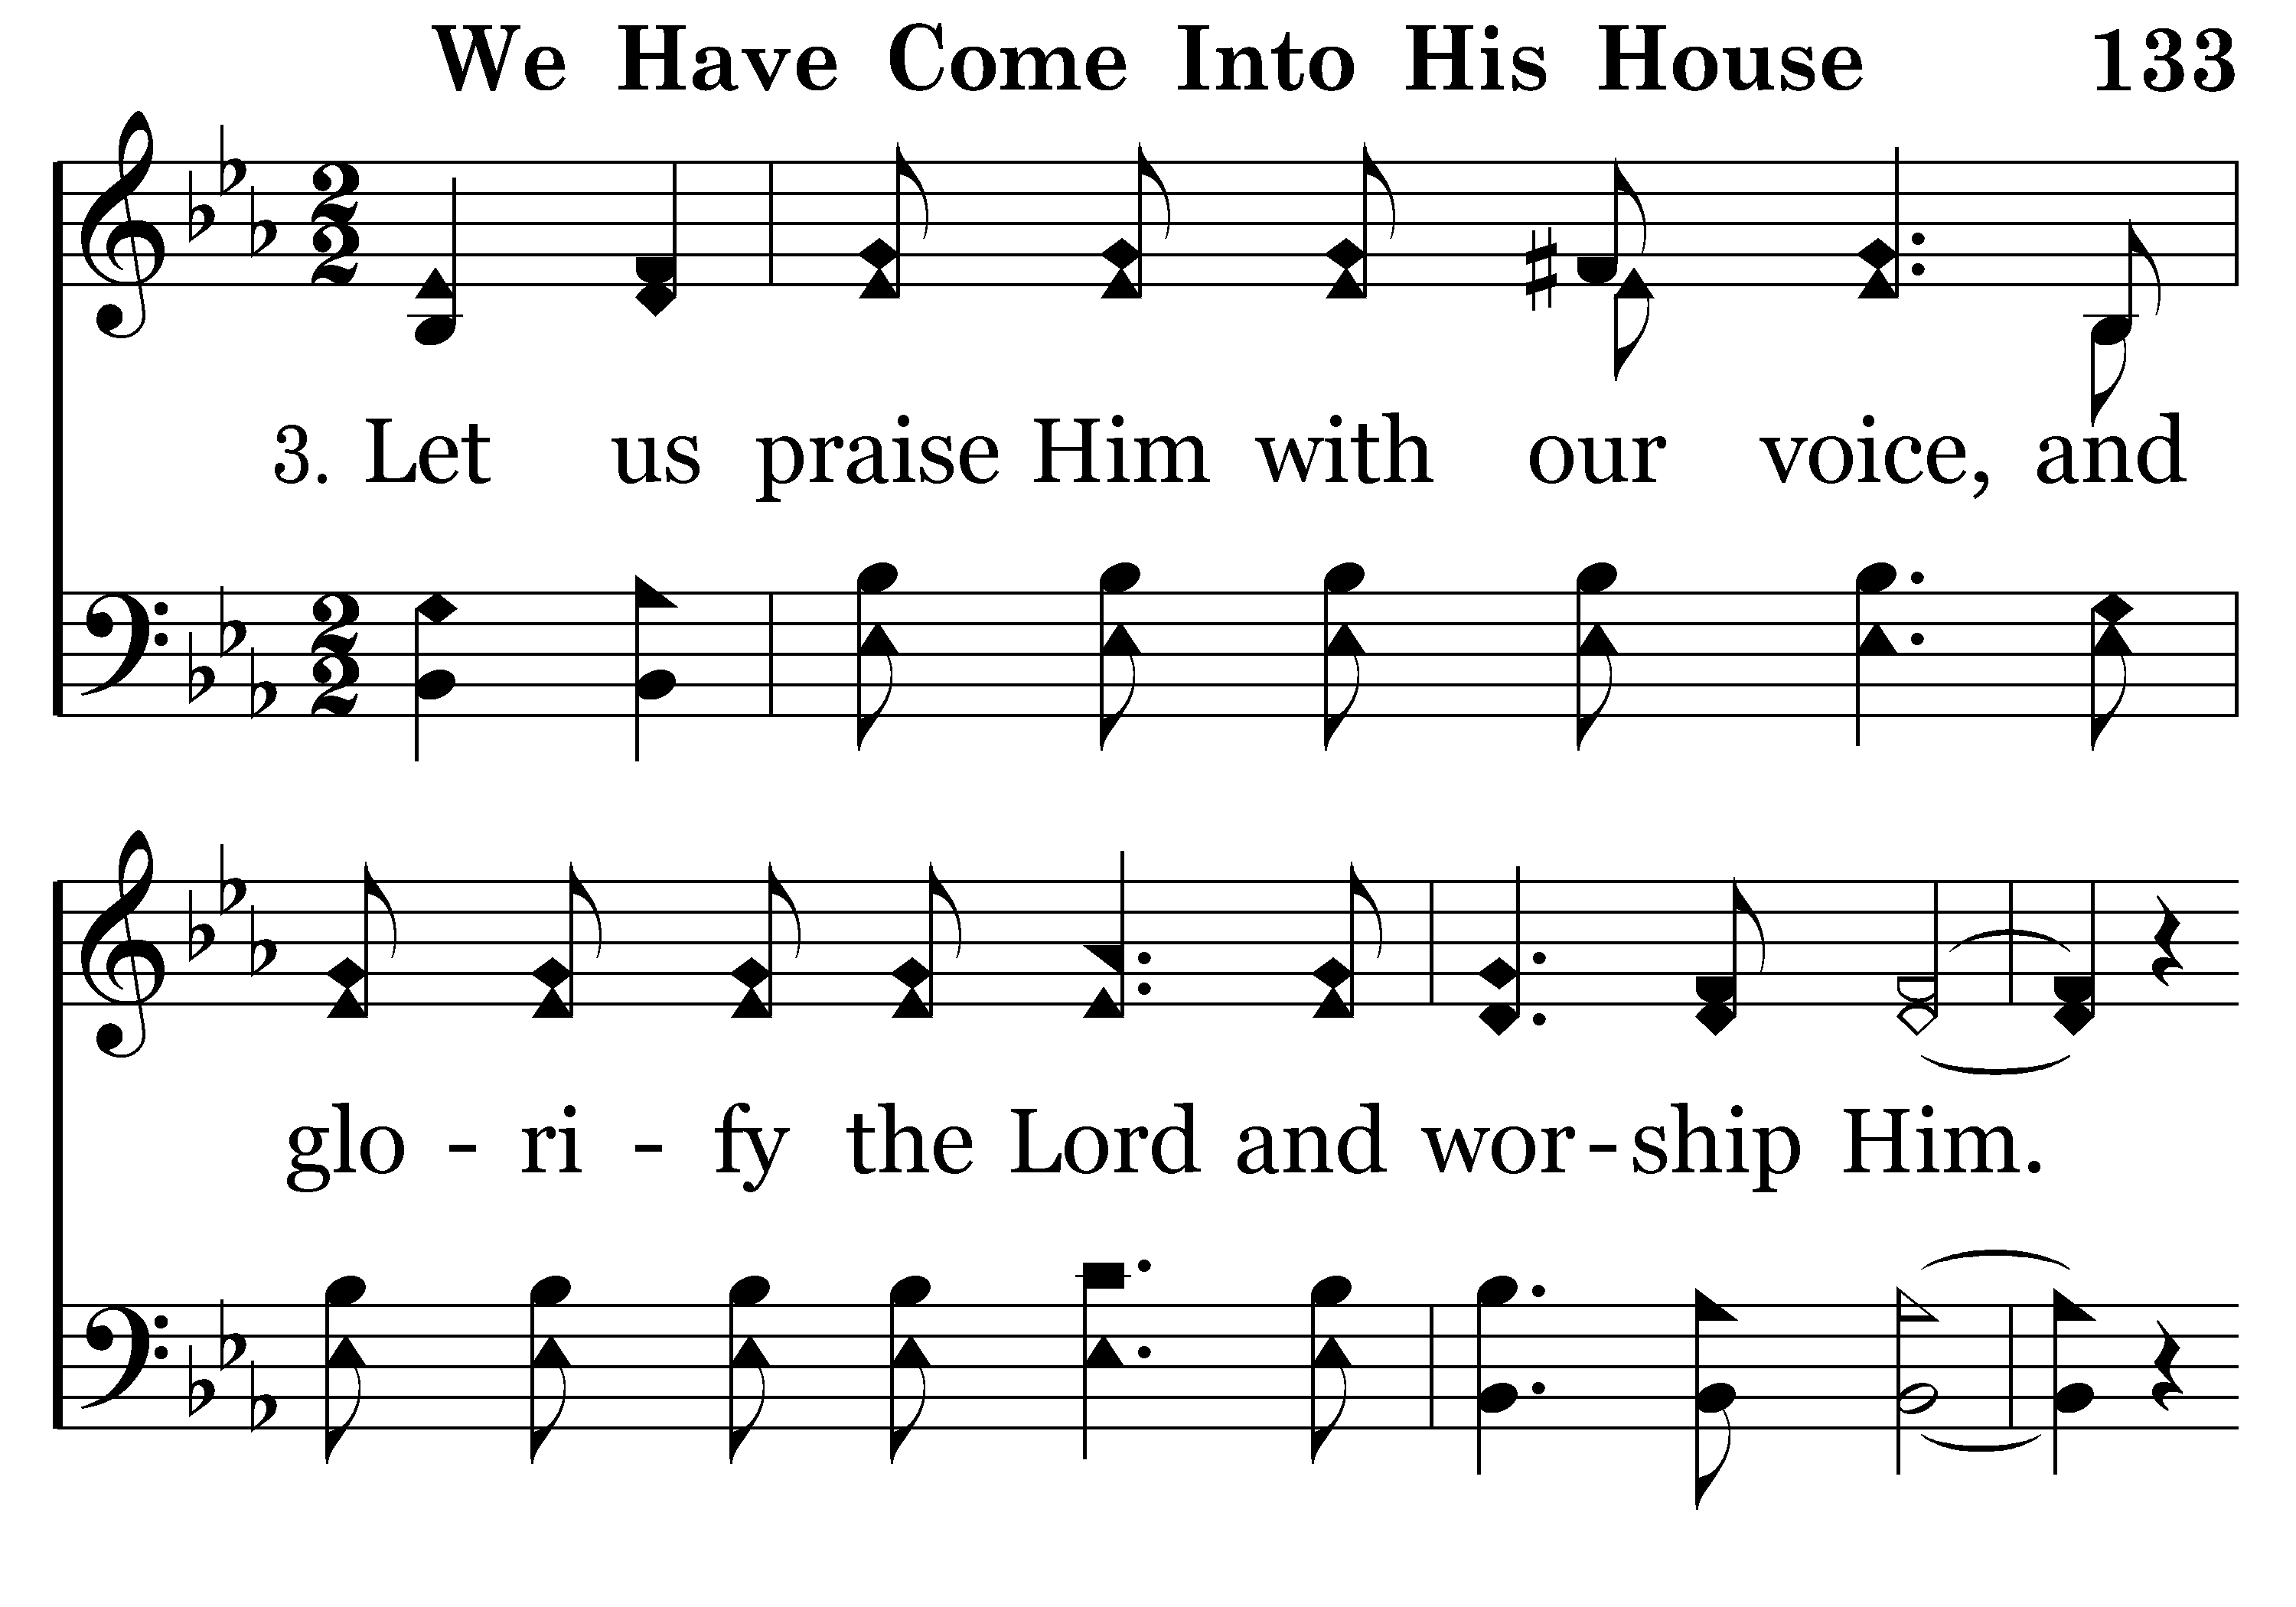 We Have Come Into His House 133
3. Let us praise Him with our voice, and
glo - ri - fy the Lord and wor - ship Him.